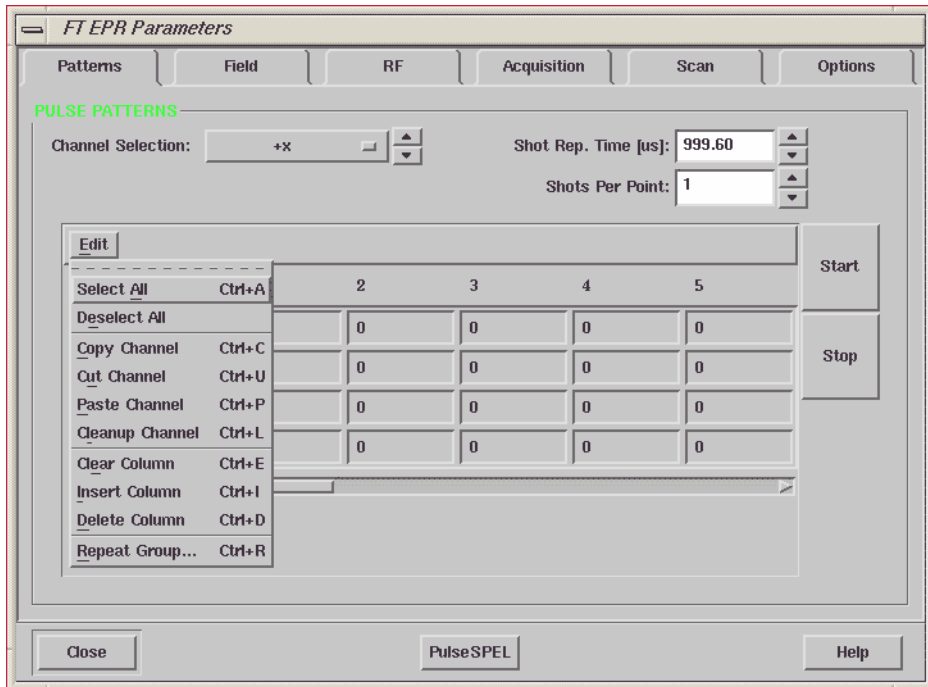 FT EPR Parameters
Patterns Field RF Acquisition Scan Options
PULSE PATTERNS
Channel Selection: +x Shot Rep. Time [us]: 999.60
Shots Per Point: 1
Edit
Start
Select All Ctrl+A 2 3 4 5
Deselect All
0 0 0 0
Copy Channel Ctrl+C
Stop
Cut Channel Ctrl+U 0 0 0 0
Paste Channel Ctrl+P 0 0 0 0
Cleanup Channel Ctrl+L
0 0 0 0
Clear Column Ctrl+E
Insert Column Ctrl+I
Delete Column Ctrl+D
Repeat Group... Ctrl+R
Close PulseSPEL Help